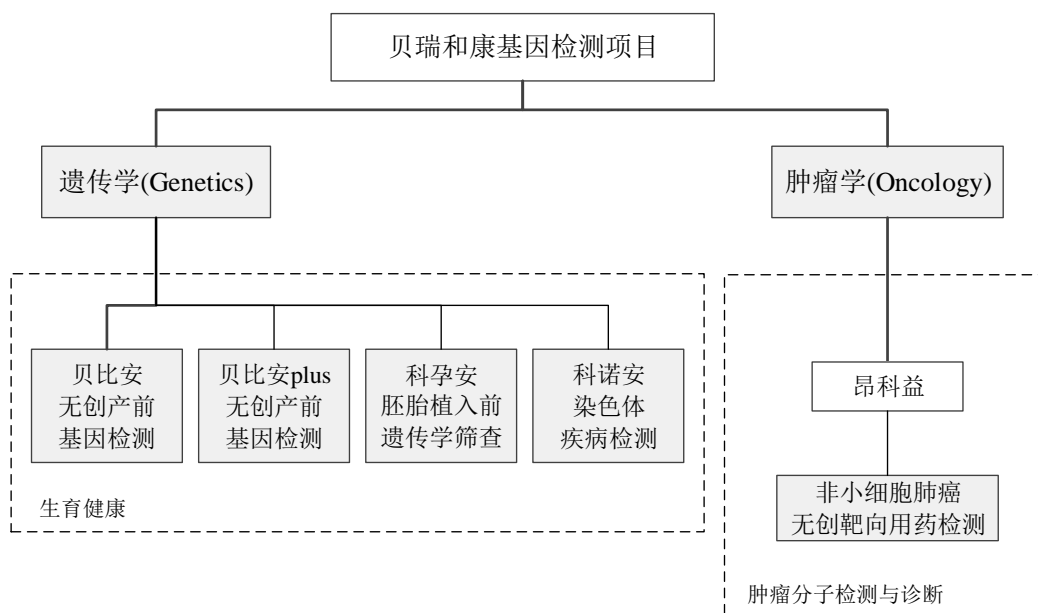 贝瑞和康基因检测项目
遗传学(Genetics)
肿瘤学(Oncology)
贝比安
无创产前
基因检测
贝比安plus
无创产前
基因检测
科孕安
胚胎植入前
遗传学筛查
科诺安
染色体
疾病检测
生育健康
昂科益
非小细胞肺癌
无创靶向用药检测
肿瘤分子检测与诊断